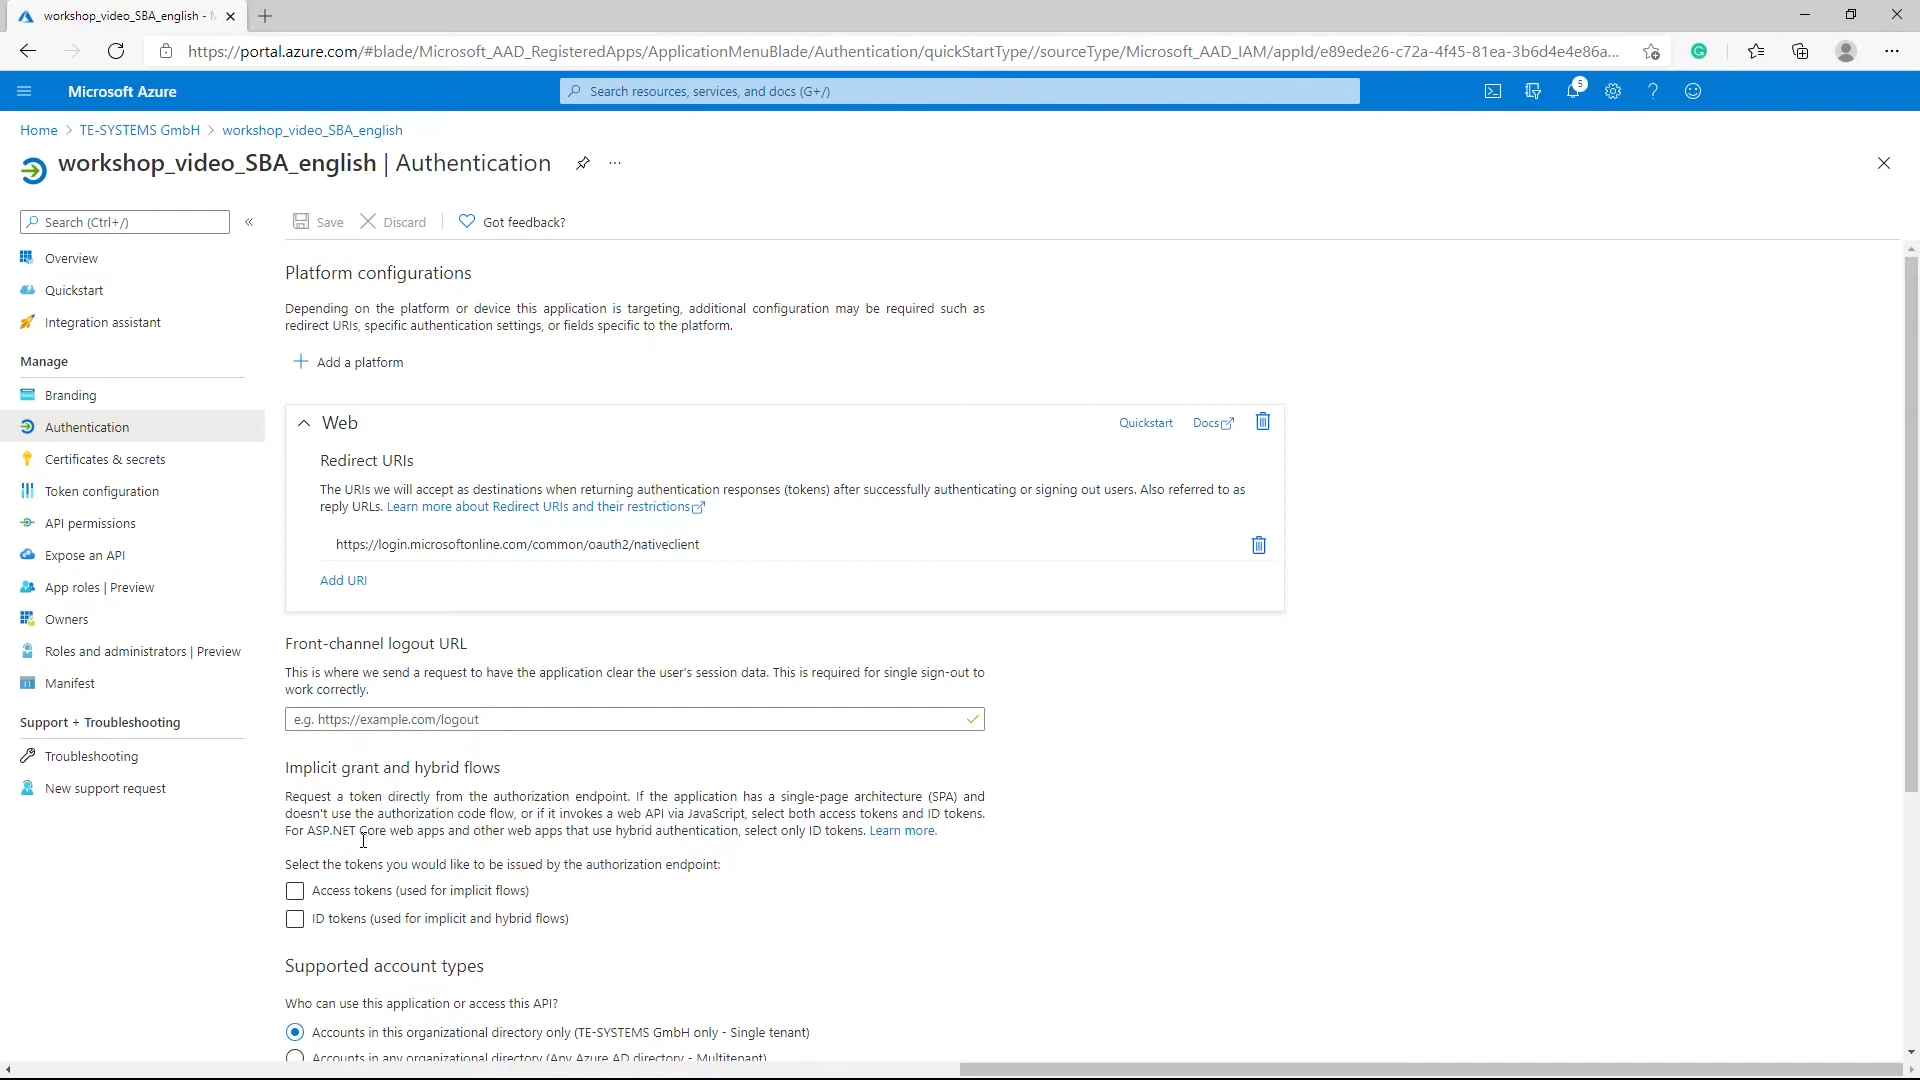 workshop_video_SBA_english - 
https://portal.azure.com/#blade/Microsoft_AAD_RegisteredApps/ApplicationMenuBlade/Authentication/quickStartType//sourceType/Microsoft_AAD_IAM/appId/e89ede26-c72a-4f45-81ea-3b6d4e4e86a...
Microsoft Azure
Search resources, services, and docs (G+/)
5
Home > TE-SYSTEMS GmbH > workshop_video_SBA_english
workshop_video_SBA_english | Authentication
Search (Ctrl+/)
Save
Discard
Got feedback?
Overview
Quickstart
Integration assistant
Manage
Branding
Authentication
Certificates & secrets
Token configuration
API permissions
Expose an API
App roles | Preview
Owners
Roles and administrators | Preview
Manifest
Support + Troubleshooting
Troubleshooting
New support request
Platform configurations
Depending on the platform or device this application is targeting, additional configuration may be required such as
redirect URIs, specific authentication settings, or fields specific to the platform.
Add a platform
Web
Quickstart
Docs
Redirect URIs
The URIs we will accept as destinations when returning authentication responses (tokens) after successfully authenticating or signing out users. Also referred to as
reply URLs. Learn more about Redirect URIs and their restrictions
https://login.microsoftonline.com/common/oauth2/nativeclient
Add URI
Front-channel logout URL
This is where we send a request to have the application clear the user's session data. This is required for single sign-out to
work correctly.
e.g. https://example.com/logout
Implicit grant and hybrid flows
Request a token directly from the authorization endpoint. If the application has a single-page architecture (SPA) and
doesn't use the authorization code flow, or if it invokes a web API via JavaScript, select both access tokens and ID tokens.
For ASP.NET Core web apps and other web apps that use hybrid authentication, select only ID tokens. Learn more.
Select the tokens you would like to be issued by the authorization endpoint:
Access tokens (used for implicit flows)
ID tokens (used for implicit and hybrid flows)
Supported account types
Who can use this application or access this API?
Accounts in this organizational directory only (TE-SYSTEMS GmbH only - Single tenant)
Accounts in any organizational directory (Any Azure AD directory - Multitenant)